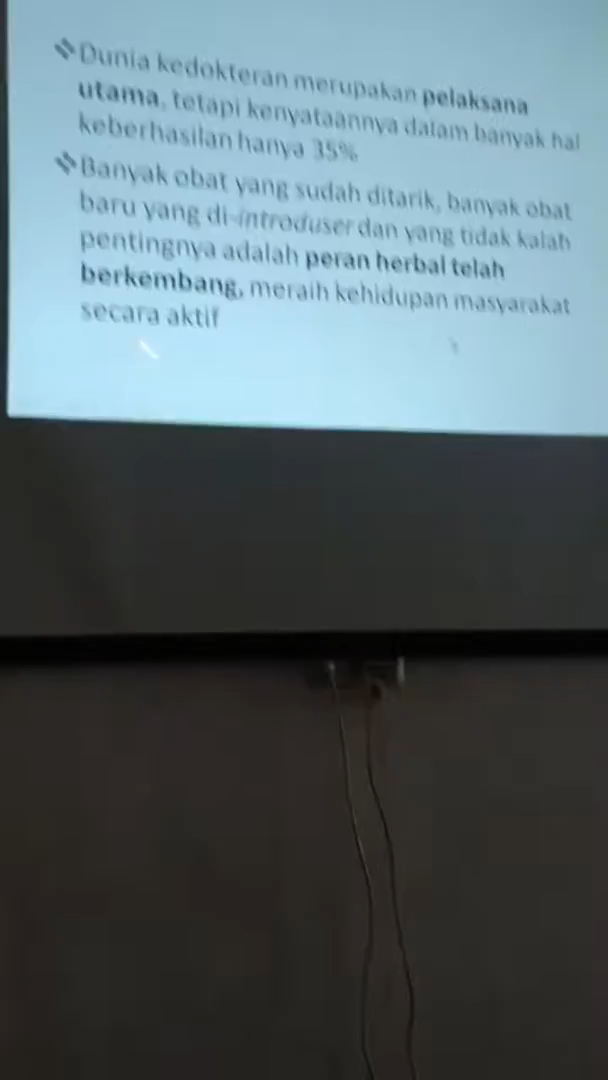 ❖Dunia kedokteran merupakan pelaksana
utama, tetapi kenyataannya dalam banyak hal
keberhasilan hanya 35%
❖Banyak obat yang sudah ditarik, banyak obat
baru yang di-introduser dan yang tidak kalah
pentingnya adalah peran herbal telah
berkembang, meraih kehidupan masyarakat
secara aktif